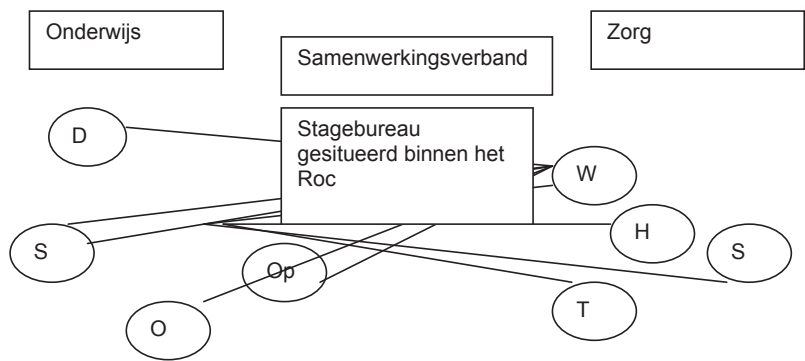 Onderwijs
Zorg
Samenwerkingsverband
Stagebureau
gesitueerd binnen het
Roc
D
W
S
H
S
Op
O
T